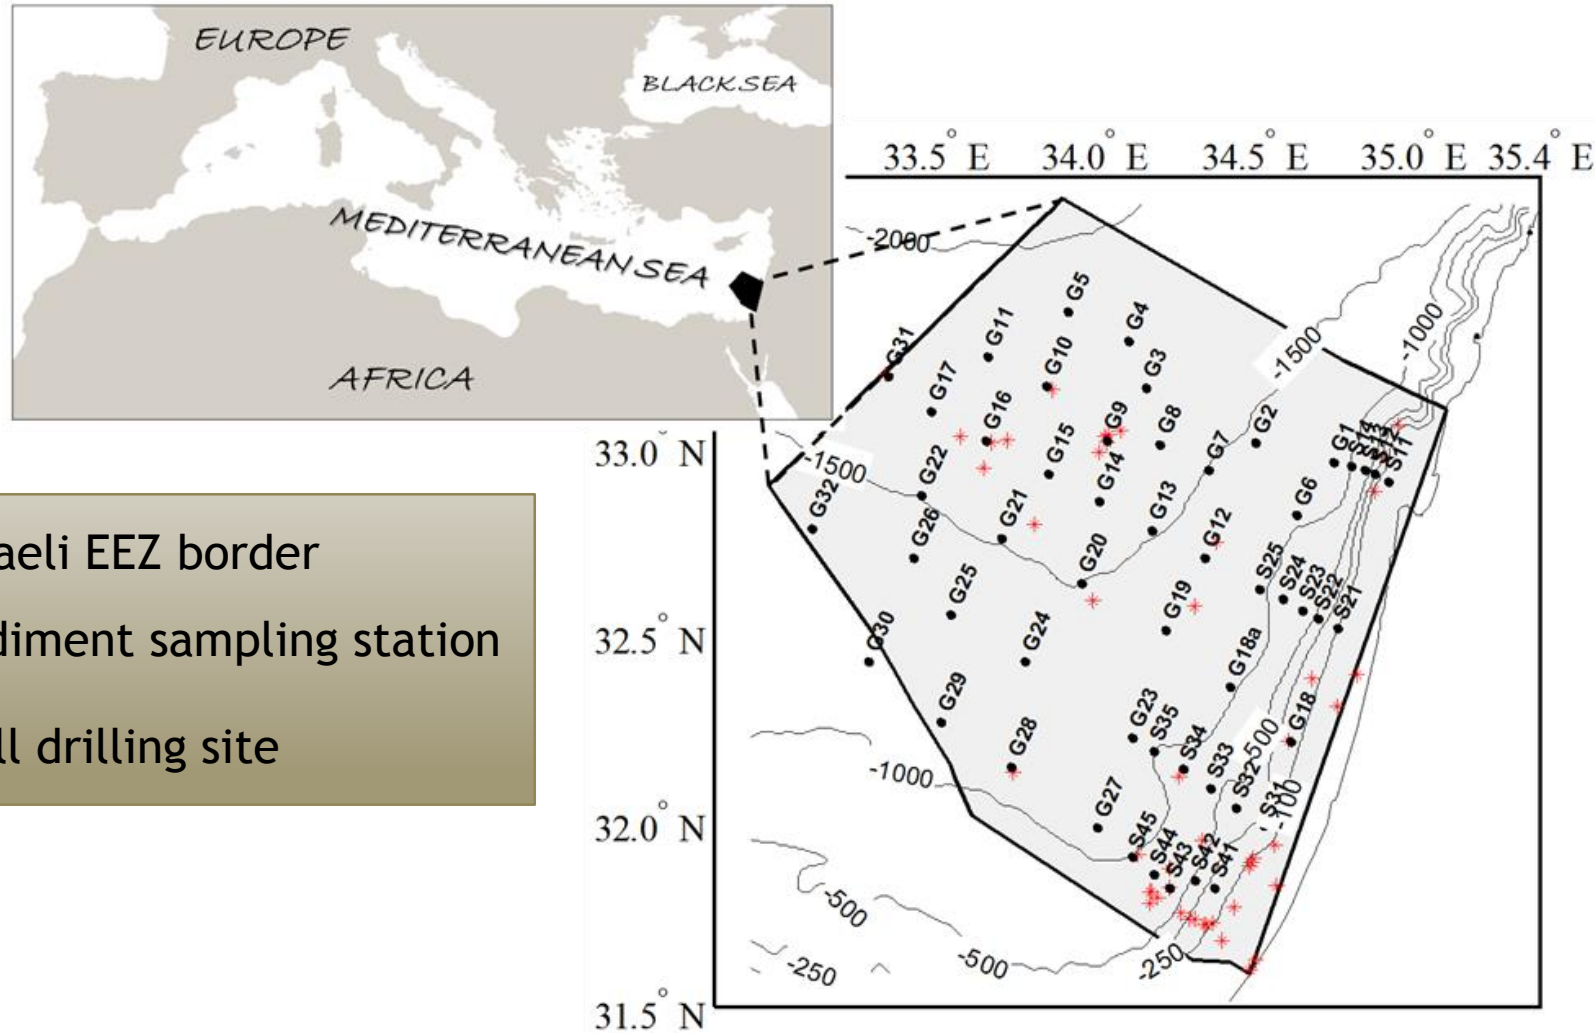 EUROPE
BLACK SEA
MEDITERRANEAN SEA
AFRICA
33.5° E 34.0° E 34.5° E 35.0° E 35.4° E
33.0° N
32.5° N
32.0° N
31.5° N
-2000
-1500
-1000
-1500
-1000
-500
-100
-500
-500
-250
-250
G5
G4
G11
G10
G3
G31
G17
G16
G9
G8
G2
G15
G7
G1
S14
S13
S12
S11
G22
G14
G32
G21
G13
G6
G26
G12
G20
S25
S24
S23
S22
S21
G25
G19
G30
G24
G18a
G29
G23
S35
G18
G28
S34
S33
S32
S31
G27
S45
S44
S43
S42
S41
aeli EEZ border
diment sampling station
ll drilling site